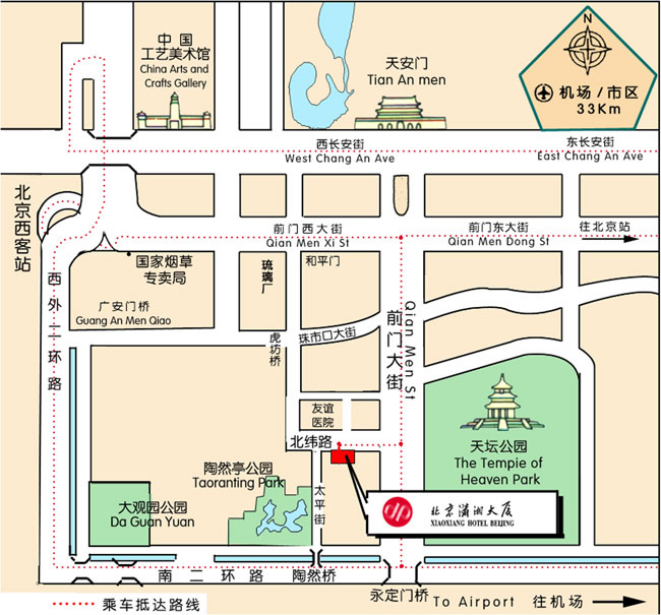 中 国
工艺美术馆
China Arts and
Crafts Gallery
天安门
Tian An men
N
机场/市区
33Km
西长安街
West Chang An Ave
东长安街
East Chang An Ave
北京西客站
前门西大街
Qian Men Xi St
前门东大街
Qian Men Dong St
往北京站
国家烟草
专卖局
琉璃厂
和平门
西外二环路
广安门桥
Guang An Men Qiao
虎坊桥
珠市口大街
前门大街
Qian Men St
友谊
医院
北纬路
天坛公园
The Tempie of
Heaven Park
陶然亭公园
Taoranting Park
太平街
大观园公园
Da Guan Yuan
北京瀟湘大厦
XIAOXIANG HOTEL BEIJING
南二环路
陶然桥
永定门桥
乘车抵达路线
To Airport 往机场